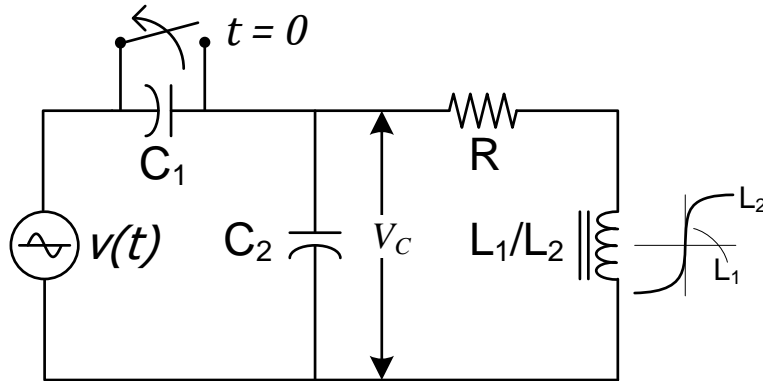 t = 0
C₁
R
v(t)
C₂
V_C
L₁/L₂
L₂
L₁